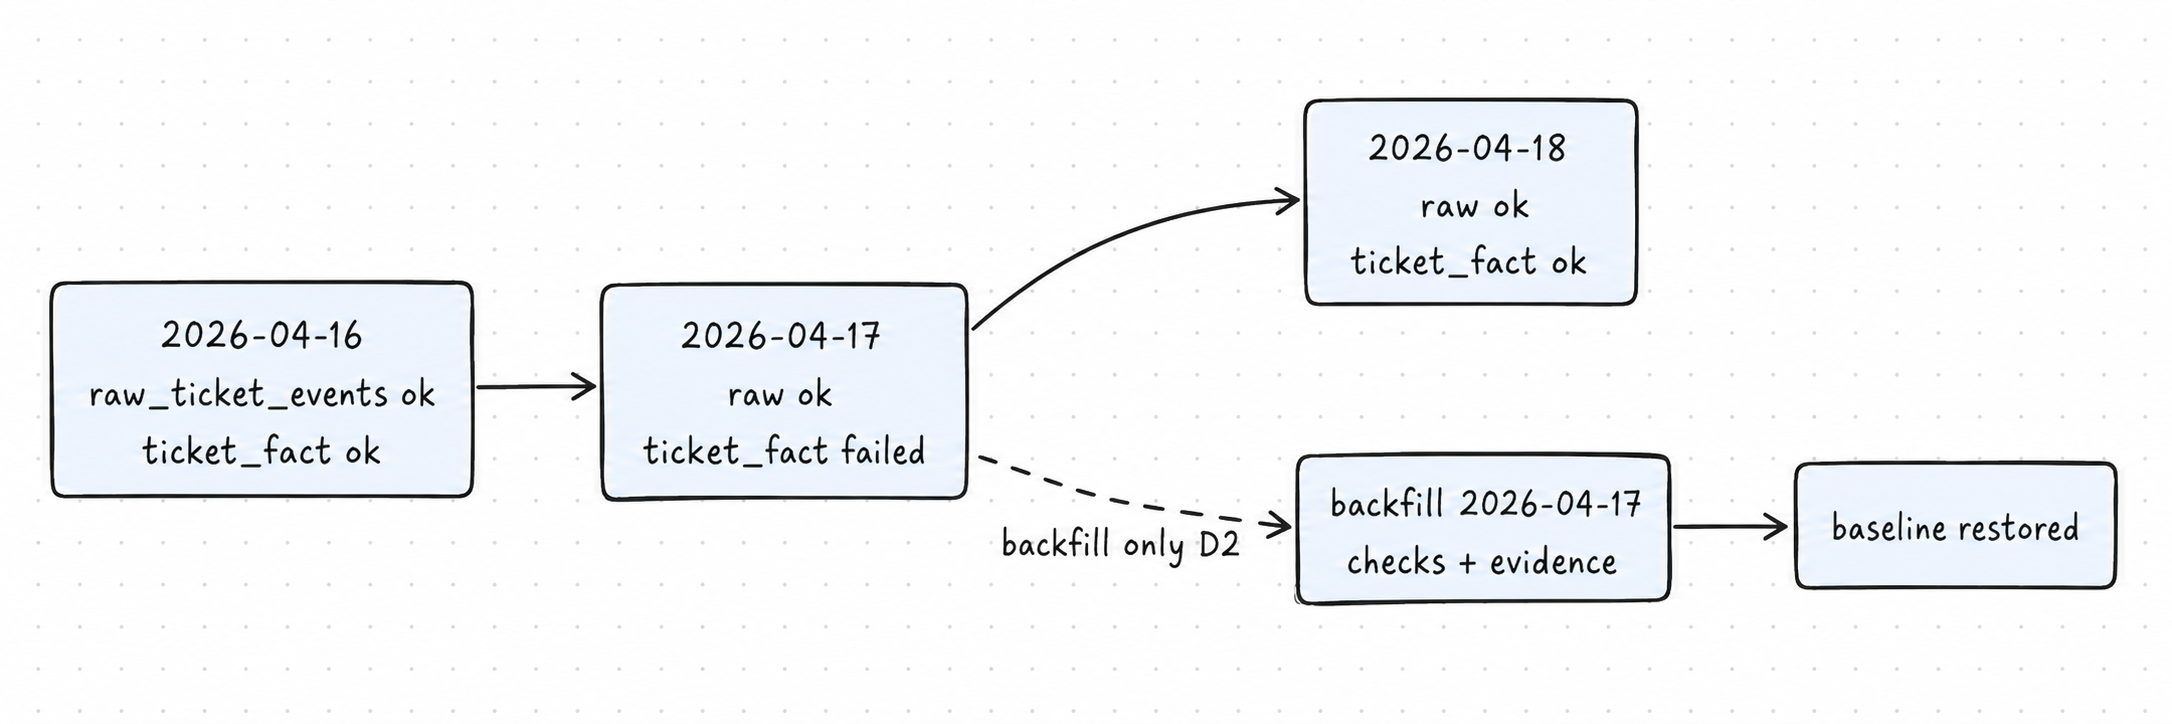 2026-04-16
raw_ticket_events ok
ticket_fact ok
2026-04-17
raw ok
ticket_fact failed
2026-04-18
raw ok
ticket_fact ok
backfill only D2
backfill 2026-04-17
checks + evidence
baseline restored